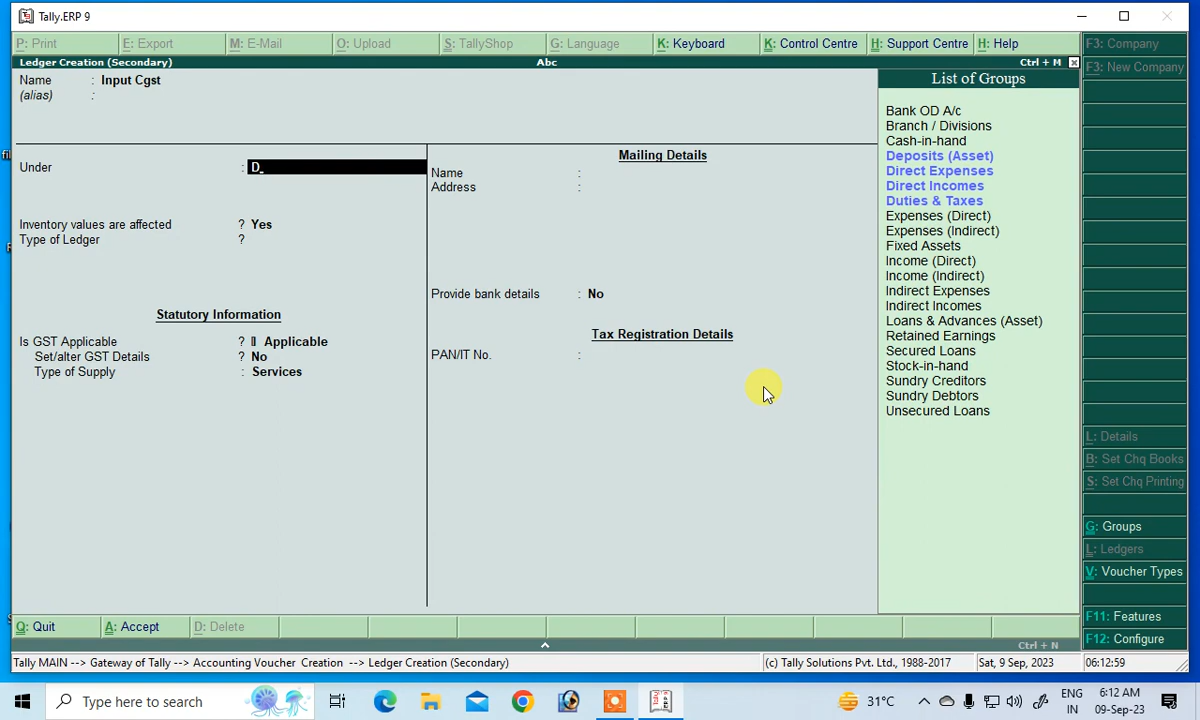 Tally.ERP 9
P: Print
E: Export
M: E-Mail
O: Upload
S: TallyShop
G: Language
K: Keyboard
K: Control Centre
H: Support Centre
H: Help
Ledger Creation (Secondary)
Abc
Ctrl + M
Name : Input Cgst
(alias) :
Under : D
Inventory values are affected ? Yes
Type of Ledger ?
Statutory Information
Is GST Applicable ? Applicable
Set/alter GST Details ? No
Type of Supply : Services
Mailing Details
Name :
Address :
Provide bank details : No
Tax Registration Details
PAN/IT No. :
List of Groups
Bank OD A/c
Branch / Divisions
Cash-in-hand
Deposits (Asset)
Direct Expenses
Direct Incomes
Duties & Taxes
Expenses (Direct)
Expenses (Indirect)
Fixed Assets
Income (Direct)
Income (Indirect)
Indirect Expenses
Indirect Incomes
Loans & Advances (Asset)
Retained Earnings
Secured Loans
Stock-in-hand
Sundry Creditors
Sundry Debtors
Unsecured Loans
F3: Company
F3: New Company
L: Details
B: Set Chq Books
S: Set Chq Printing
G: Groups
L: Ledgers
V: Voucher Types
F11: Features
F12: Configure
Q: Quit
A: Accept
D: Delete
Ctrl + N
Tally MAIN --> Gateway of Tally --> Accounting Voucher Creation --> Ledger Creation (Secondary)
(c) Tally Solutions Pvt. Ltd., 1988-2017
Sat, 9 Sep, 2023
06:12:59
Type here to search
31°C
ENG
IN
6:12 AM
09-Sep-23